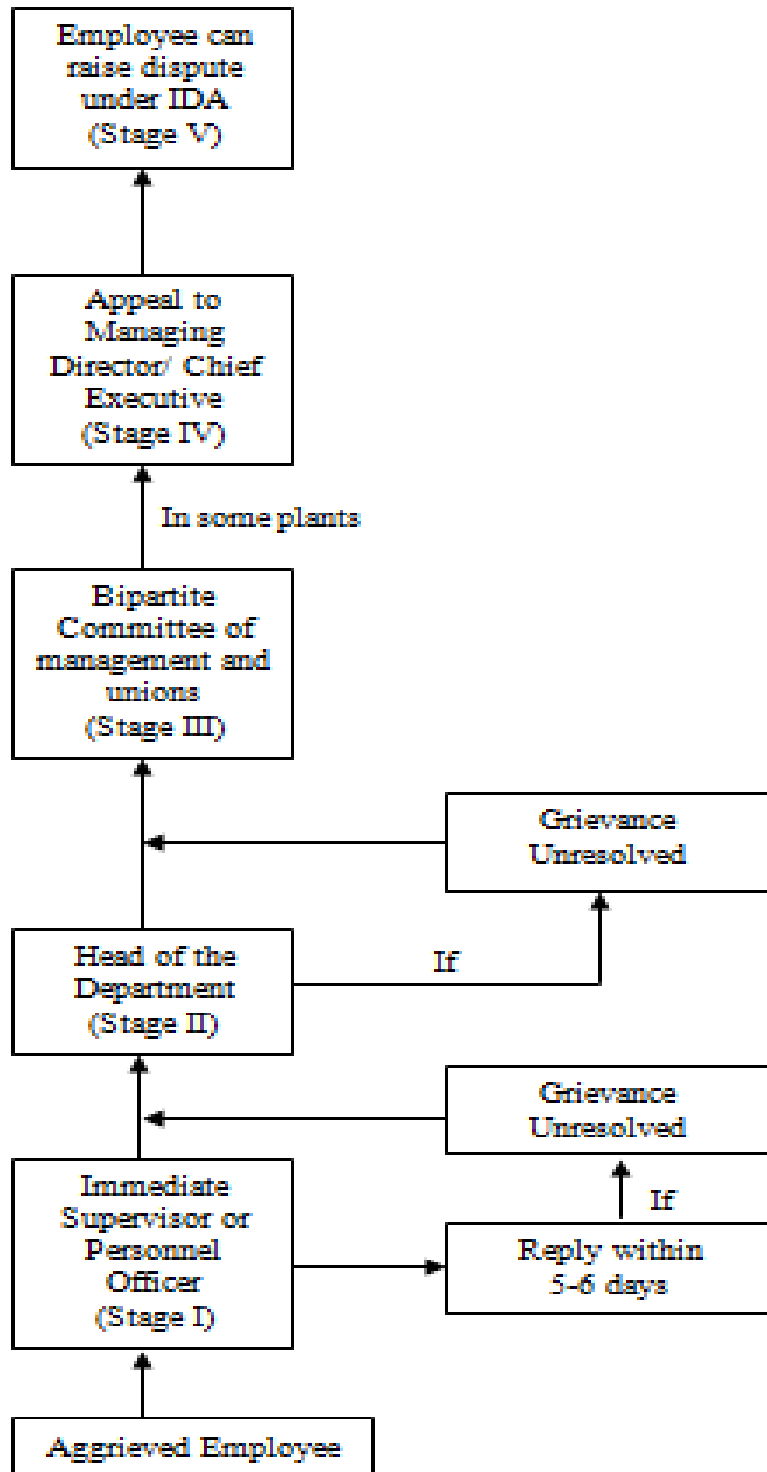 Employee can
raise dispute
under IDA
(Stage V)
Appeal to
Managing
Director/ Chief
Executive
(Stage IV)
In some plants
Bipartite
Committee of
management and
unions
(Stage III)
Grievance
Unresolved
Head of the
Department
(Stage II)
If
Grievance
Unresolved
If
Immediate
Supervisor or
Personnel
Officer
(Stage I)
Reply within
5-6 days
Aggrieved Employee